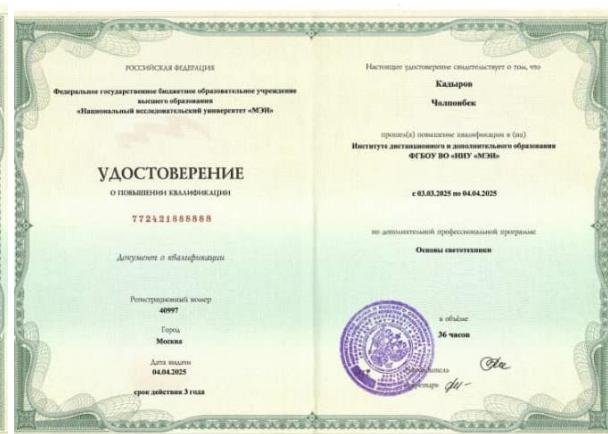 РОССИЙСКАЯ ФЕДЕРАЦИЯ
Федеральное государственное бюджетное образовательное учреждение
высшего образования
«Национальный исследовательский университет «МЭИ»
УДОСТОВЕРЕНИЕ
О ПОВЫШЕНИИ КВАЛИФИКАЦИИ
772421888888
Документ о квалификации
Регистрационный номер
40997
Город
Москва
Дата выдачи
04.04.2025
срок действия 3 года
Настоящее удостоверение свидетельствует о том, что
Кадыров
Чолпонбек
прошел(а) повышение квалификации в (на)
Институте дистанционного и дополнительного образования
ФГБОУ ВО «НИУ «МЭИ»
с 03.03.2025 по 04.04.2025
по дополнительной профессиональной программе
Основы светотехники
в объёме
36 часов